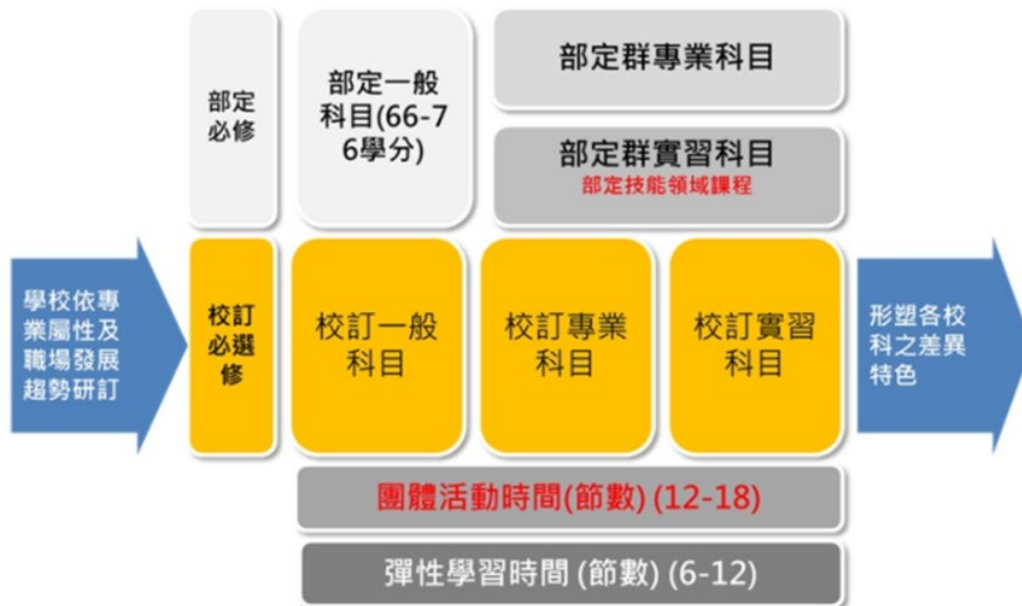 部定
必修
部定一般
科目(66-7
6學分)
部定群專業科目
部定群實習科目
部定技能領域課程
學校依專
業屬性及
職場發展
趨勢研訂
校訂
必選
修
校訂一般
科目
校訂專業
科目
校訂實習
科目
形塑各校
科之差異
特色
團體活動時間(節數) (12-18)
彈性學習時間 (節數) (6-12)